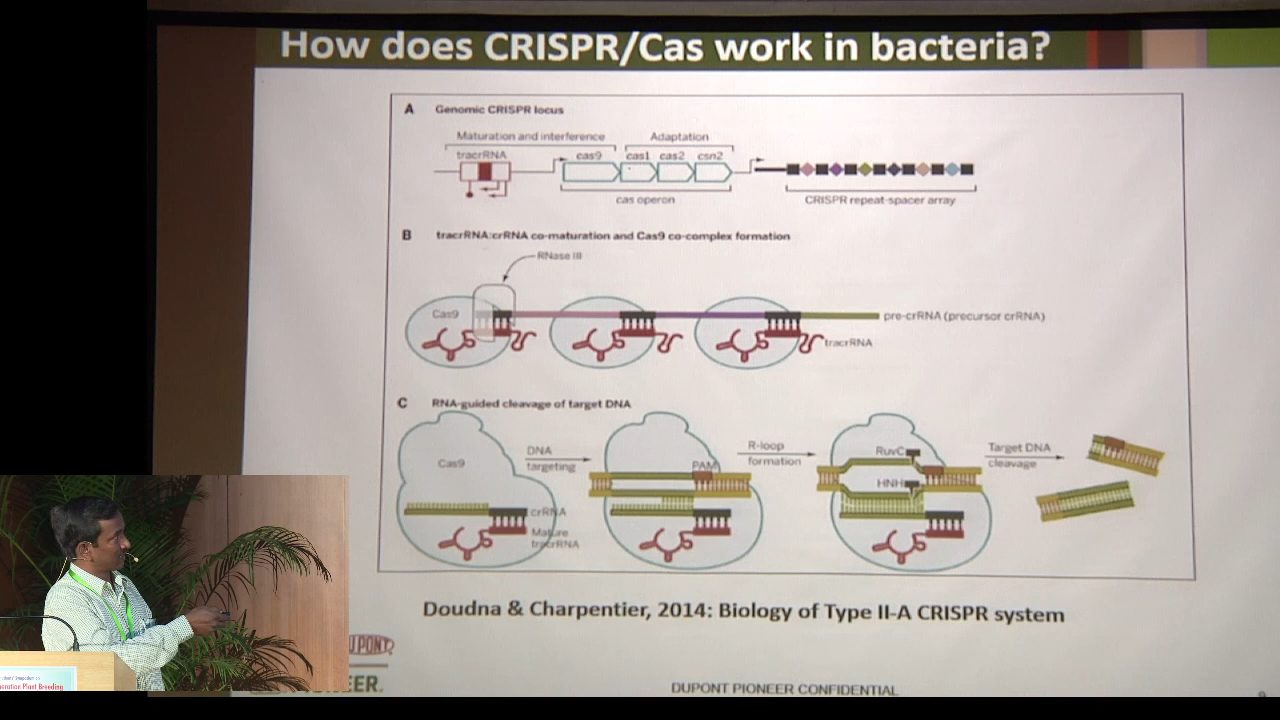 How does CRISPR/Cas work in bacteria?
A Genomic CRISPR locus
Maturation and interference
Adaptation
tracrRNA
cas9
cas1
cas2
csn2
cas operon
CRISPR repeat-spacer array
B tracrRNA:crRNA co-maturation and Cas9 co-complex formation
RNase III
Cas9
pre-crRNA (precursor crRNA)
tracrRNA
C RNA-guided cleavage of target DNA
Cas9
DNA
targeting
PAM
R-loop
formation
RuvC
HNH
Target DNA
cleavage
crRNA
Mature
tracrRNA
Doudna & Charpentier, 2014: Biology of Type II-A CRISPR system
DUPONT PIONEER CONFIDENTIAL
9